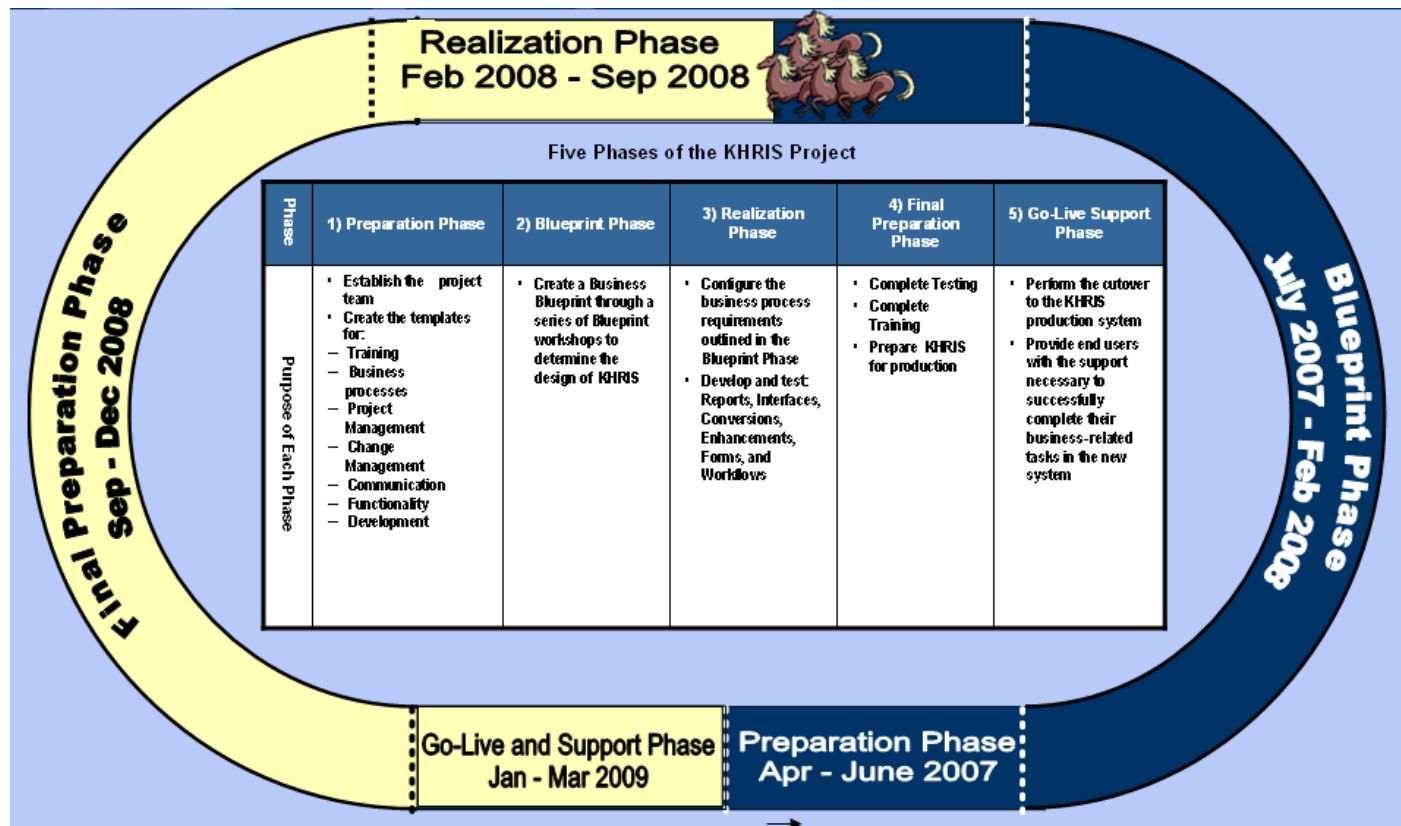 Realization Phase
Feb 2008 - Sep 2008
Five Phases of the KHRIS Project
Phase
1) Preparation Phase
2) Blueprint Phase
3) Realization
Phase
4) Final
Preparation
Phase
5) Go-Live Support
Phase
Purpose of Each Phase
▪ Establish the project
team
▪ Create the templates
for:
– Training
– Business
processes
– Project
Management
– Change
Management
– Communication
– Functionality
– Development
▪ Create a Business
Blueprint through a
series of Blueprint
workshops to
determine the
design of KHRIS
▪ Configure the
business process
requirements
outlined in the
Blueprint Phase
▪ Develop and test:
Reports, Interfaces,
Conversions,
Enhancements,
Forms, and
Workflows
▪ Complete Testing
▪ Complete
Training
▪ Prepare KHRIS
for production
▪ Perform the cutover
to the KHRIS
production system
▪ Provide end users
with the support
necessary to
successfully
complete their
business-related
tasks in the new
system
Final Preparation Phase
Sep - Dec 2008
Blueprint Phase
July 2007 - Feb 2008
Go-Live and Support Phase
Jan - Mar 2009
Preparation Phase
Apr - June 2007